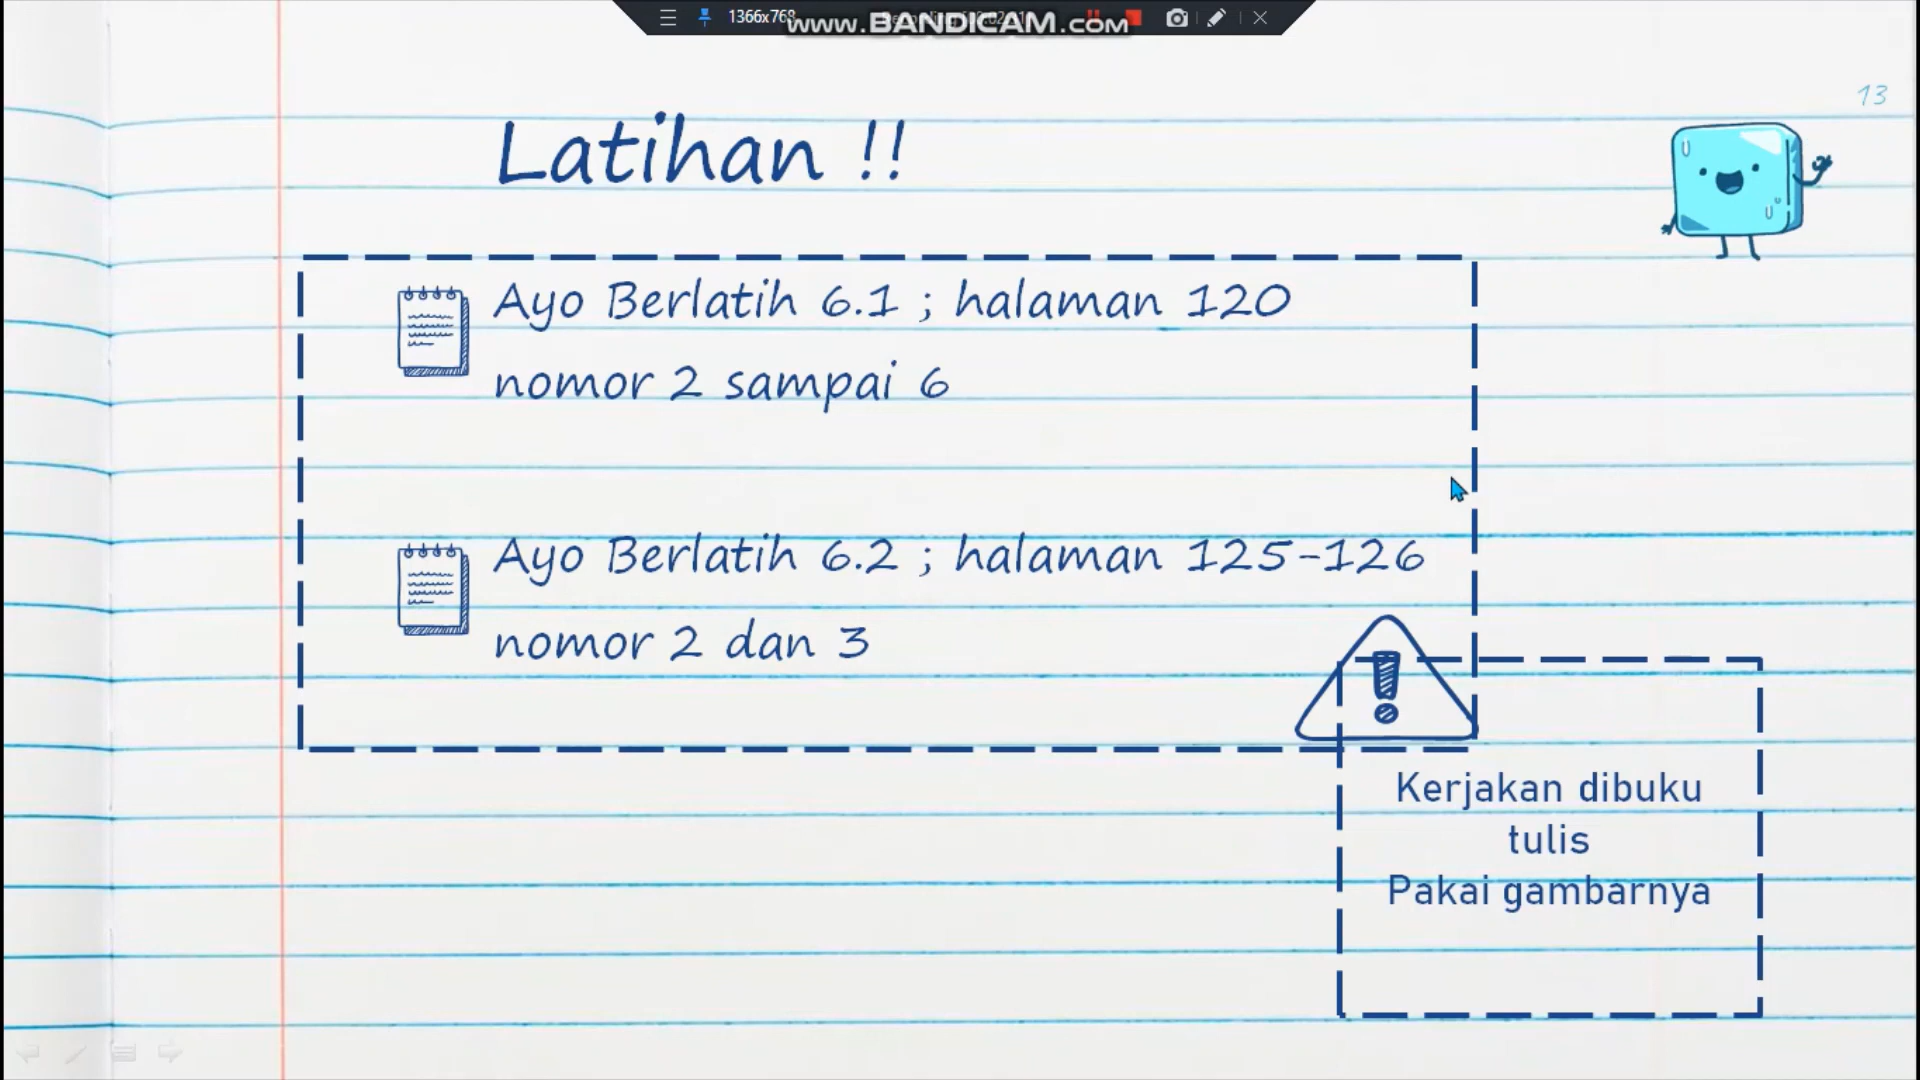 1366x768
www.BANDICAM.com
13
Latihan !!
Ayo Berlatih 6.1 ; halaman 120
nomor 2 sampai 6
Ayo Berlatih 6.2 ; halaman 125-126
nomor 2 dan 3
Kerjakan dibuku
tulis
Pakai gambarnya